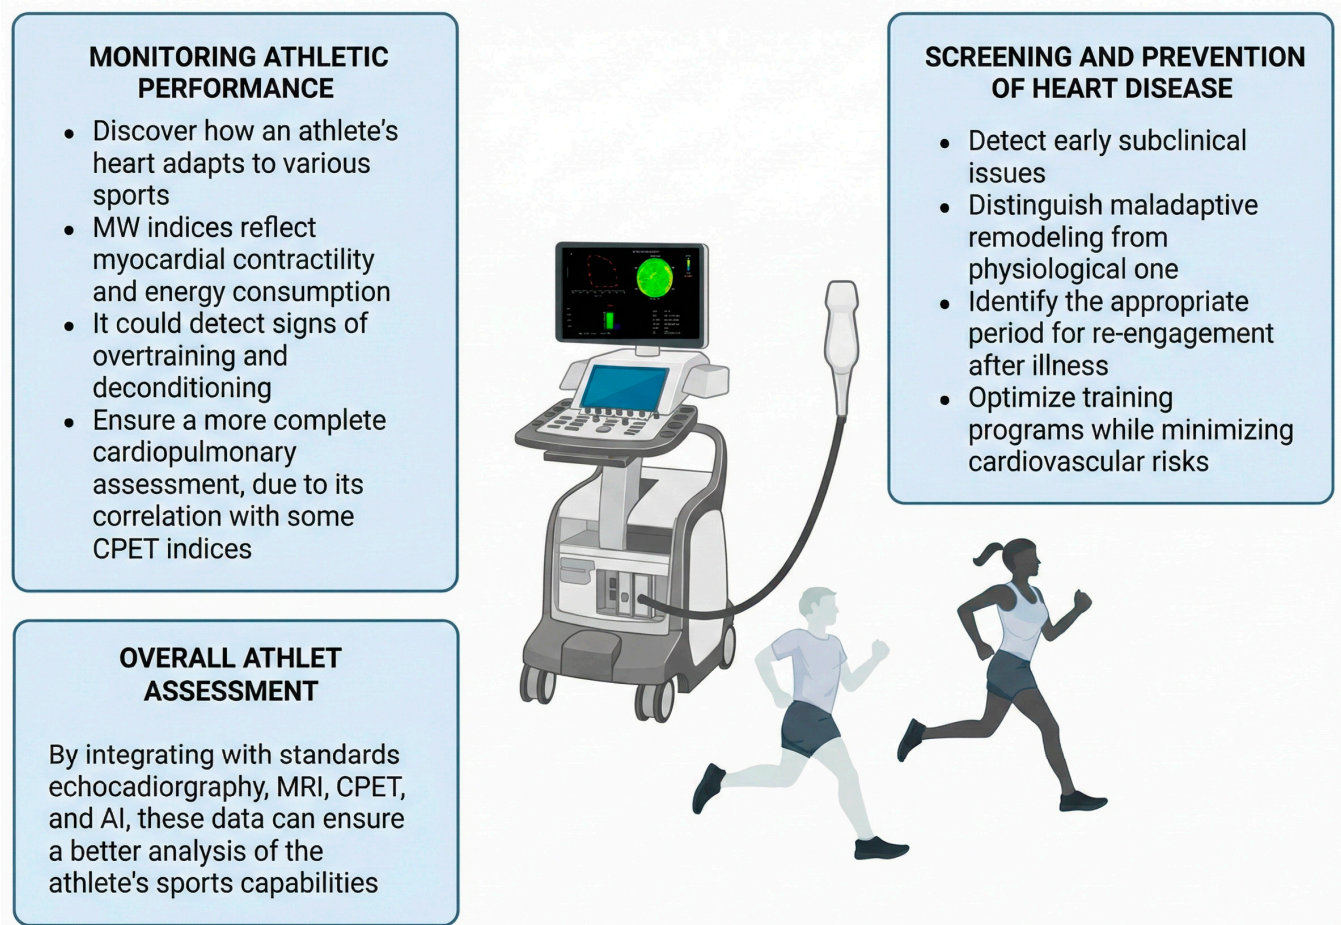 MONITORING ATHLETIC
PERFORMANCE
• Discover how an athlete's
heart adapts to various
sports
• MW indices reflect
myocardial contractility
and energy consumption
• It could detect signs of
overtraining and
deconditioning
• Ensure a more complete
cardiopulmonary
assessment, due to its
correlation with some
CPET indices
OVERALL ATHLET
ASSESSMENT
By integrating with standards
echocadiorgraphy, MRI, CPET,
and AI, these data can ensure
a better analysis of the
athlete's sports capabilities
SCREENING AND PREVENTION
OF HEART DISEASE
• Detect early subclinical
issues
• Distinguish maladaptive
remodeling from
physiological one
• Identify the appropriate
period for re-engagement
after illness
• Optimize training
programs while minimizing
cardiovascular risks